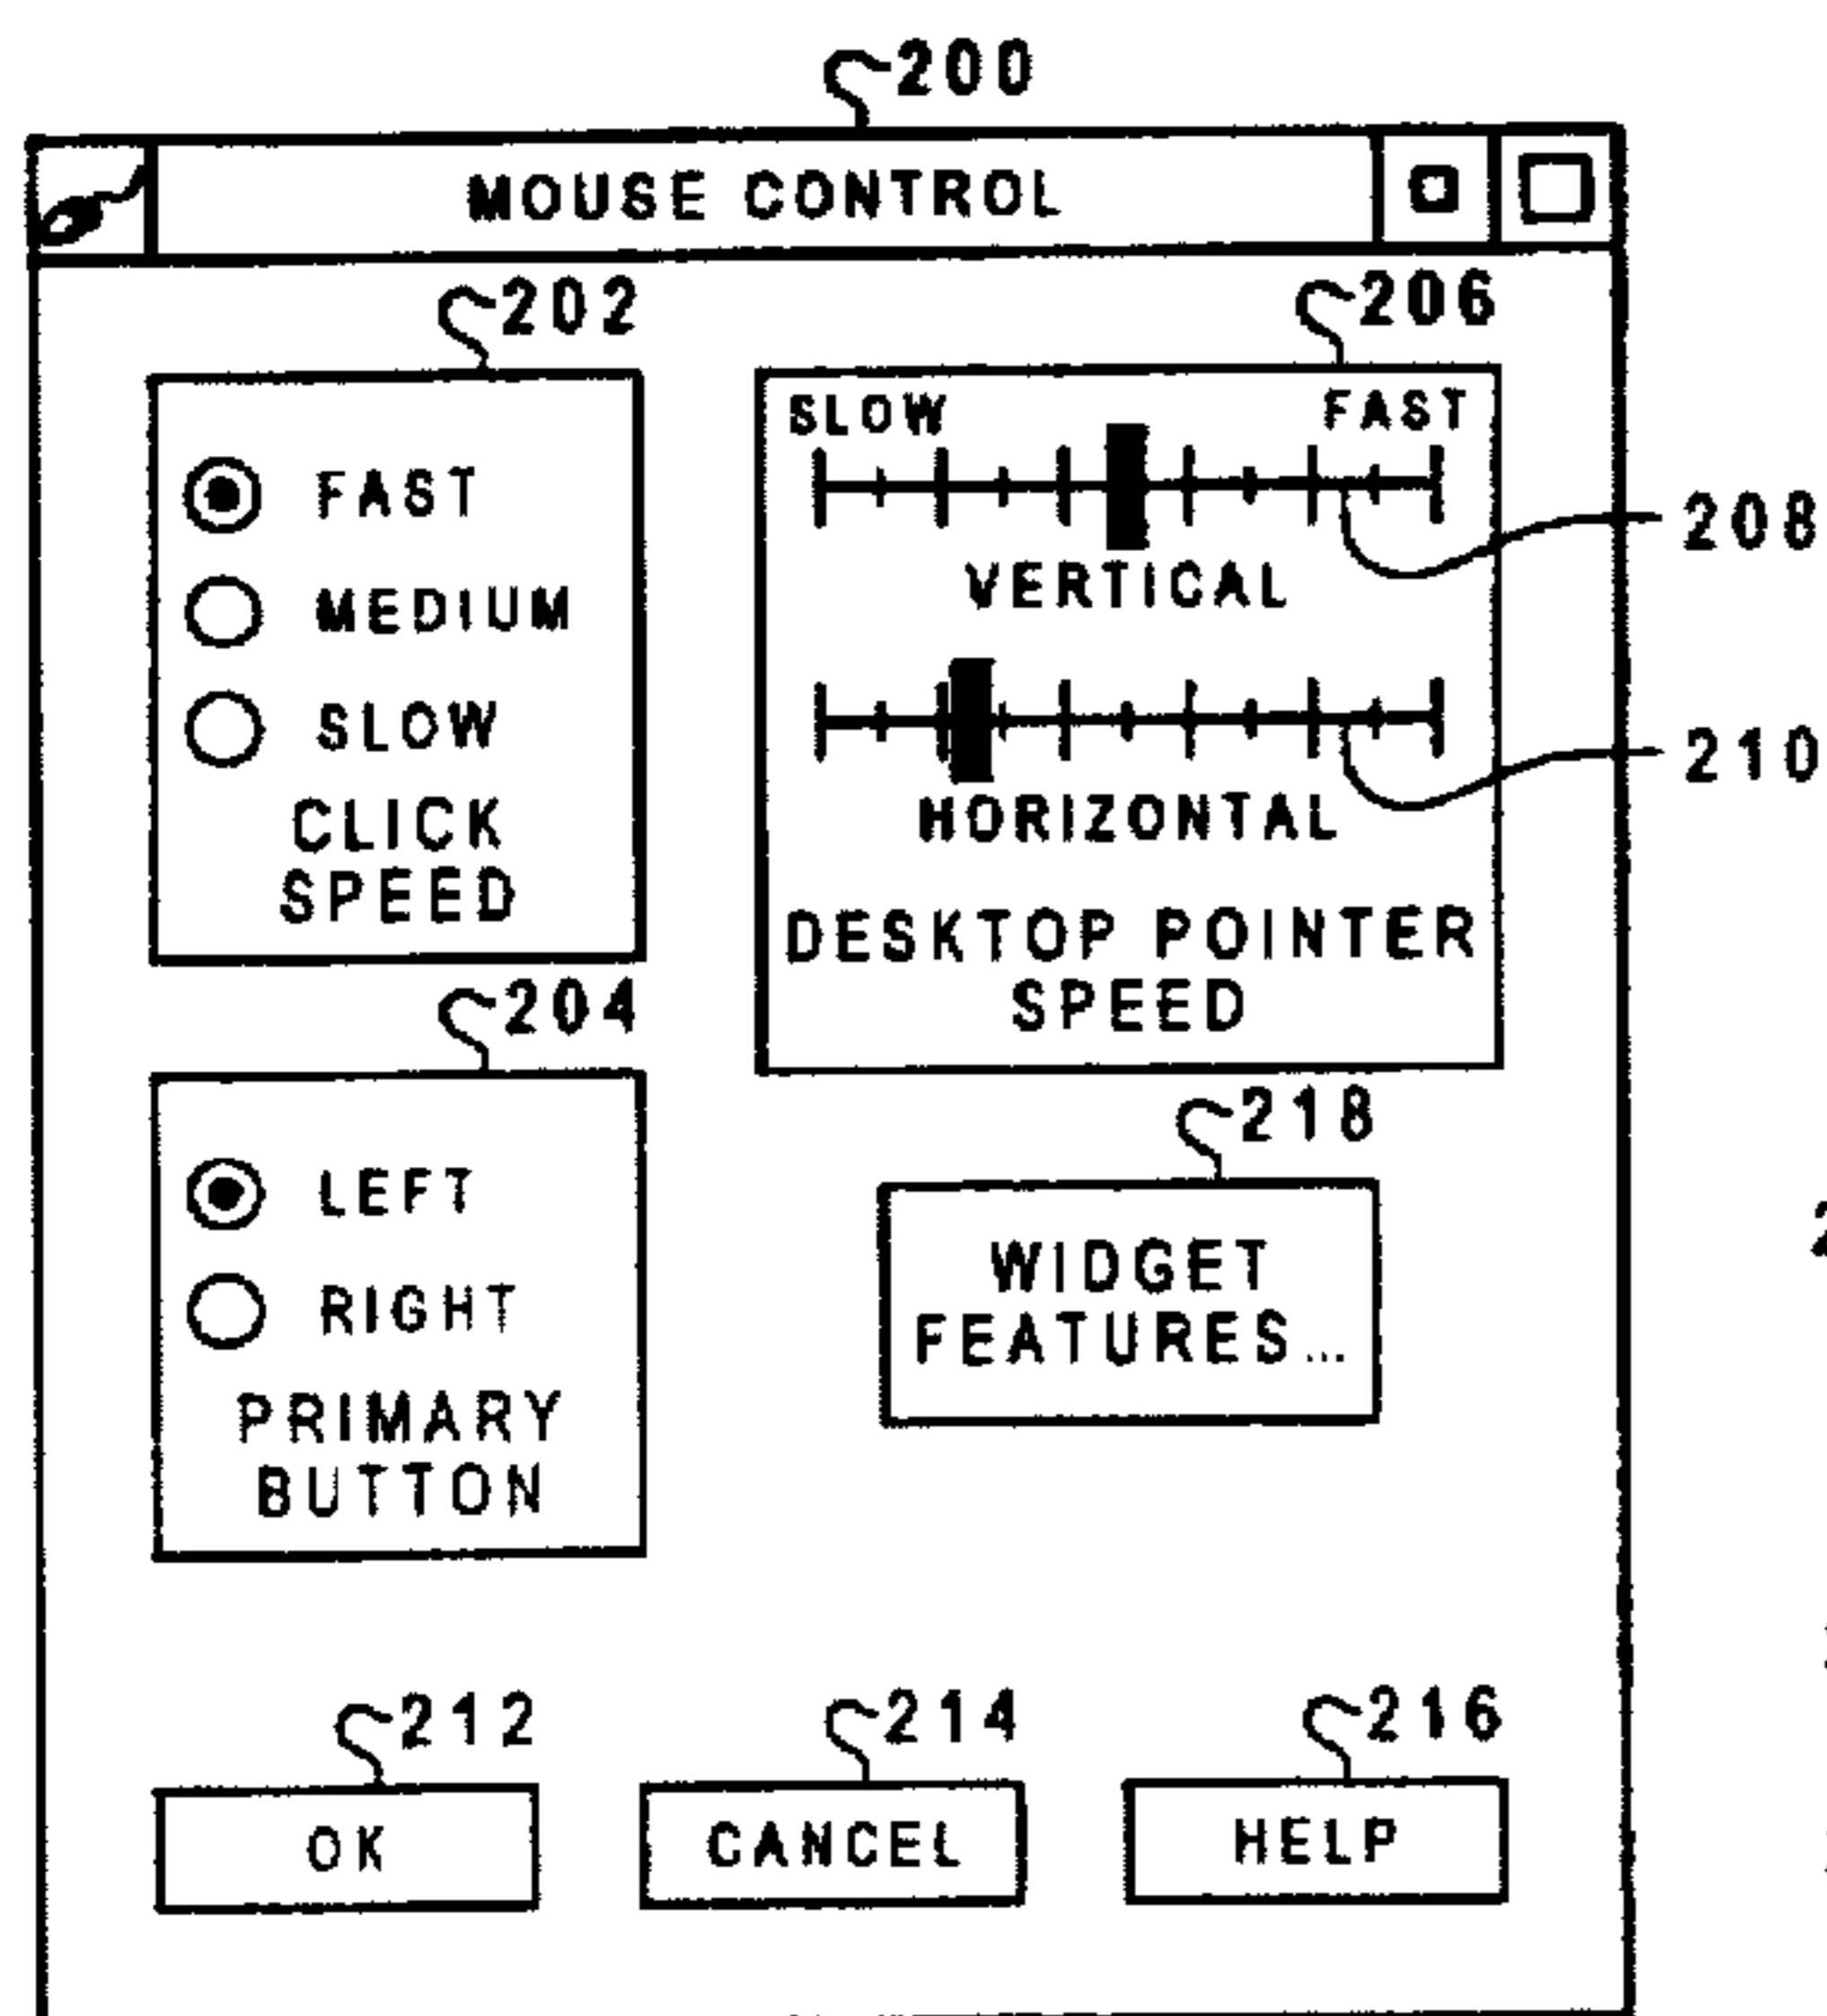 200
MOUSE CONTROL
202
FAST
MEDIUM
SLOW
CLICK
SPEED
206
SLOW FAST
208
VERTICAL
210
HORIZONTAL
DESKTOP POINTER
SPEED
204
LEFT
RIGHT
PRIMARY
BUTTON
218
WIDGET
FEATURES...
212
OK
214
CANCEL
216
HELP